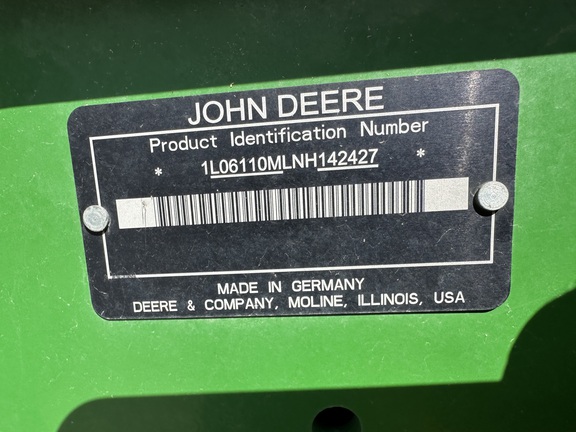 JOHN DEERE
Product Identification Number
* 1L06110MLNH142427 *
MADE IN GERMANY
DEERE & COMPANY, MOLINE, ILLINOIS, USA